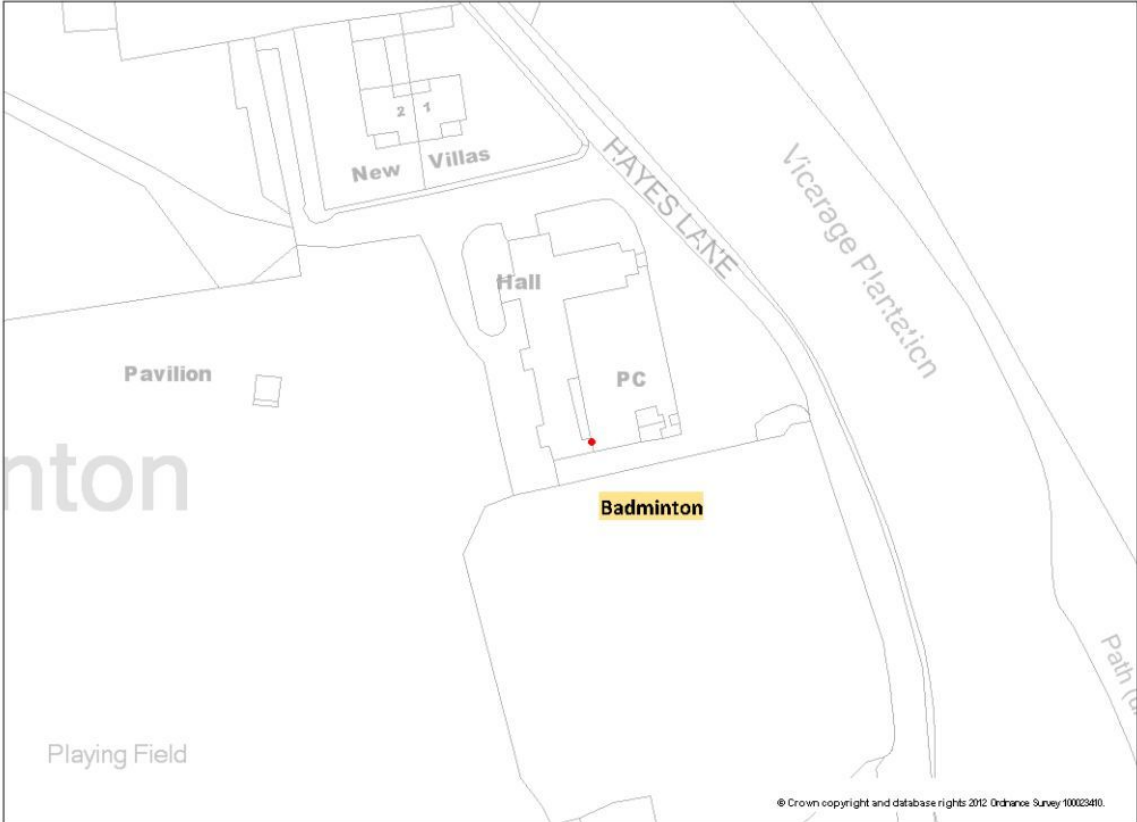 2 1
New Villas
HAYES LANE
Vicarage Plantation
Hall
Pavilion
PC
nton
Badminton
Path (u
Playing Field
© Crown copyright and database rights 2012 Ordnance Survey 100023410.